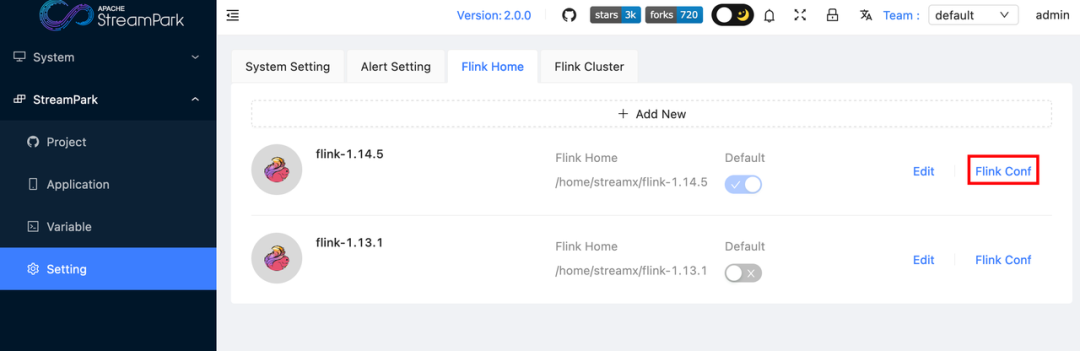 APACHE
StreamPark
Version: 2.0.0
stars 3k
forks 720
Team :
default
admin
System
StreamPark
Project
Application
Variable
Setting
System Setting
Alert Setting
Flink Home
Flink Cluster
+ Add New
flink-1.14.5
Flink Home
/home/streamx/flink-1.14.5
Default
Edit
Flink Conf
flink-1.13.1
Flink Home
/home/streamx/flink-1.13.1
Default
Edit
Flink Conf